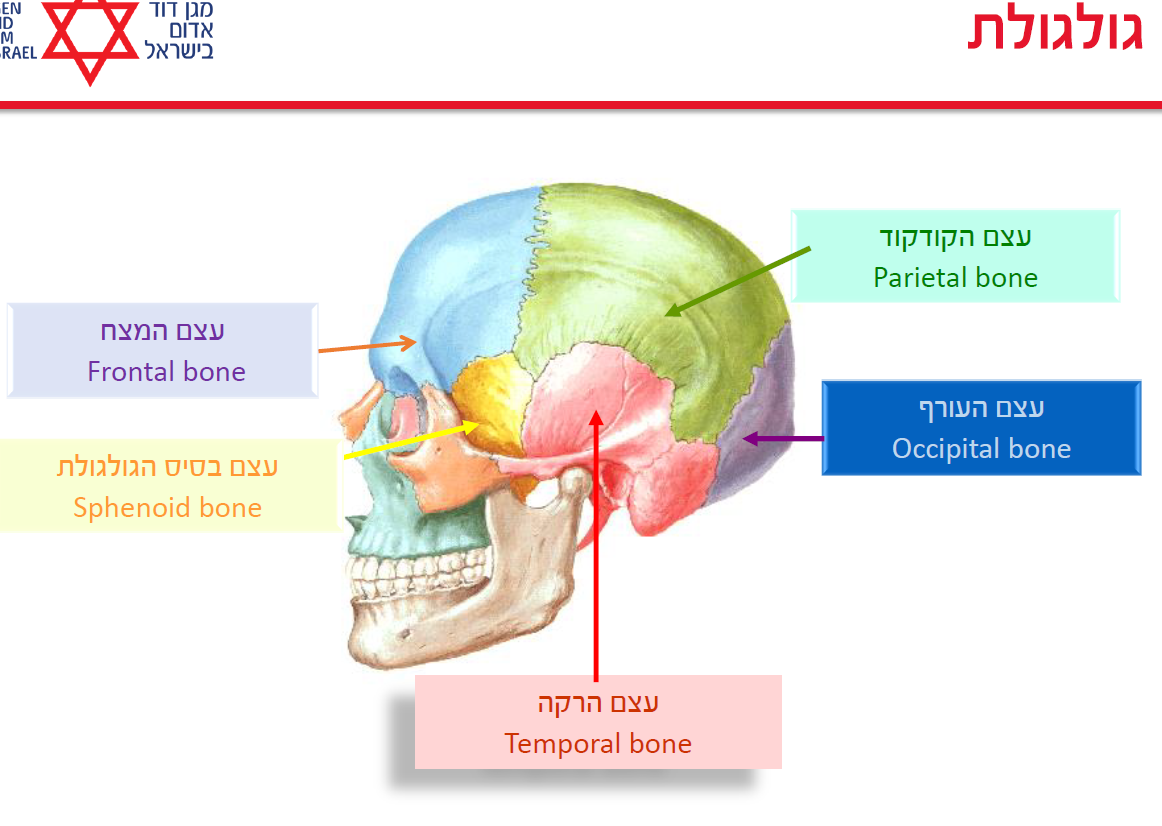 גולגולת
מגן דוד
אדום
בישראל
ISRAEL
עצם הקודקוד
Parietal bone
עצם המצח
Frontal bone
עצם העורף
Occipital bone
עצם בסיס הגולגולת
Sphenoid bone
עצם הרקה
Temporal bone